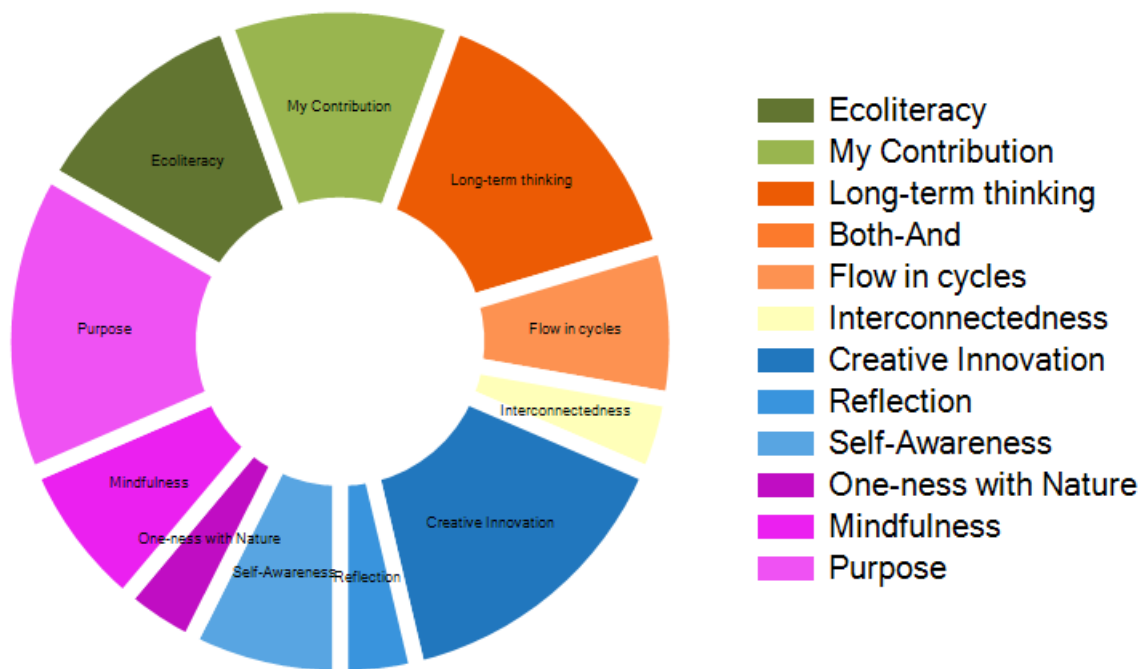 My Contribution
Ecoliteracy
Long-term thinking
Purpose
Flow in cycles
Interconnectedness
Mindfulness
Creative Innovation
One-ness with Nature
Self-Awareness
Reflection
Ecoliteracy
My Contribution
Long-term thinking
Both-And
Flow in cycles
Interconnectedness
Creative Innovation
Reflection
Self-Awareness
One-ness with Nature
Mindfulness
Purpose